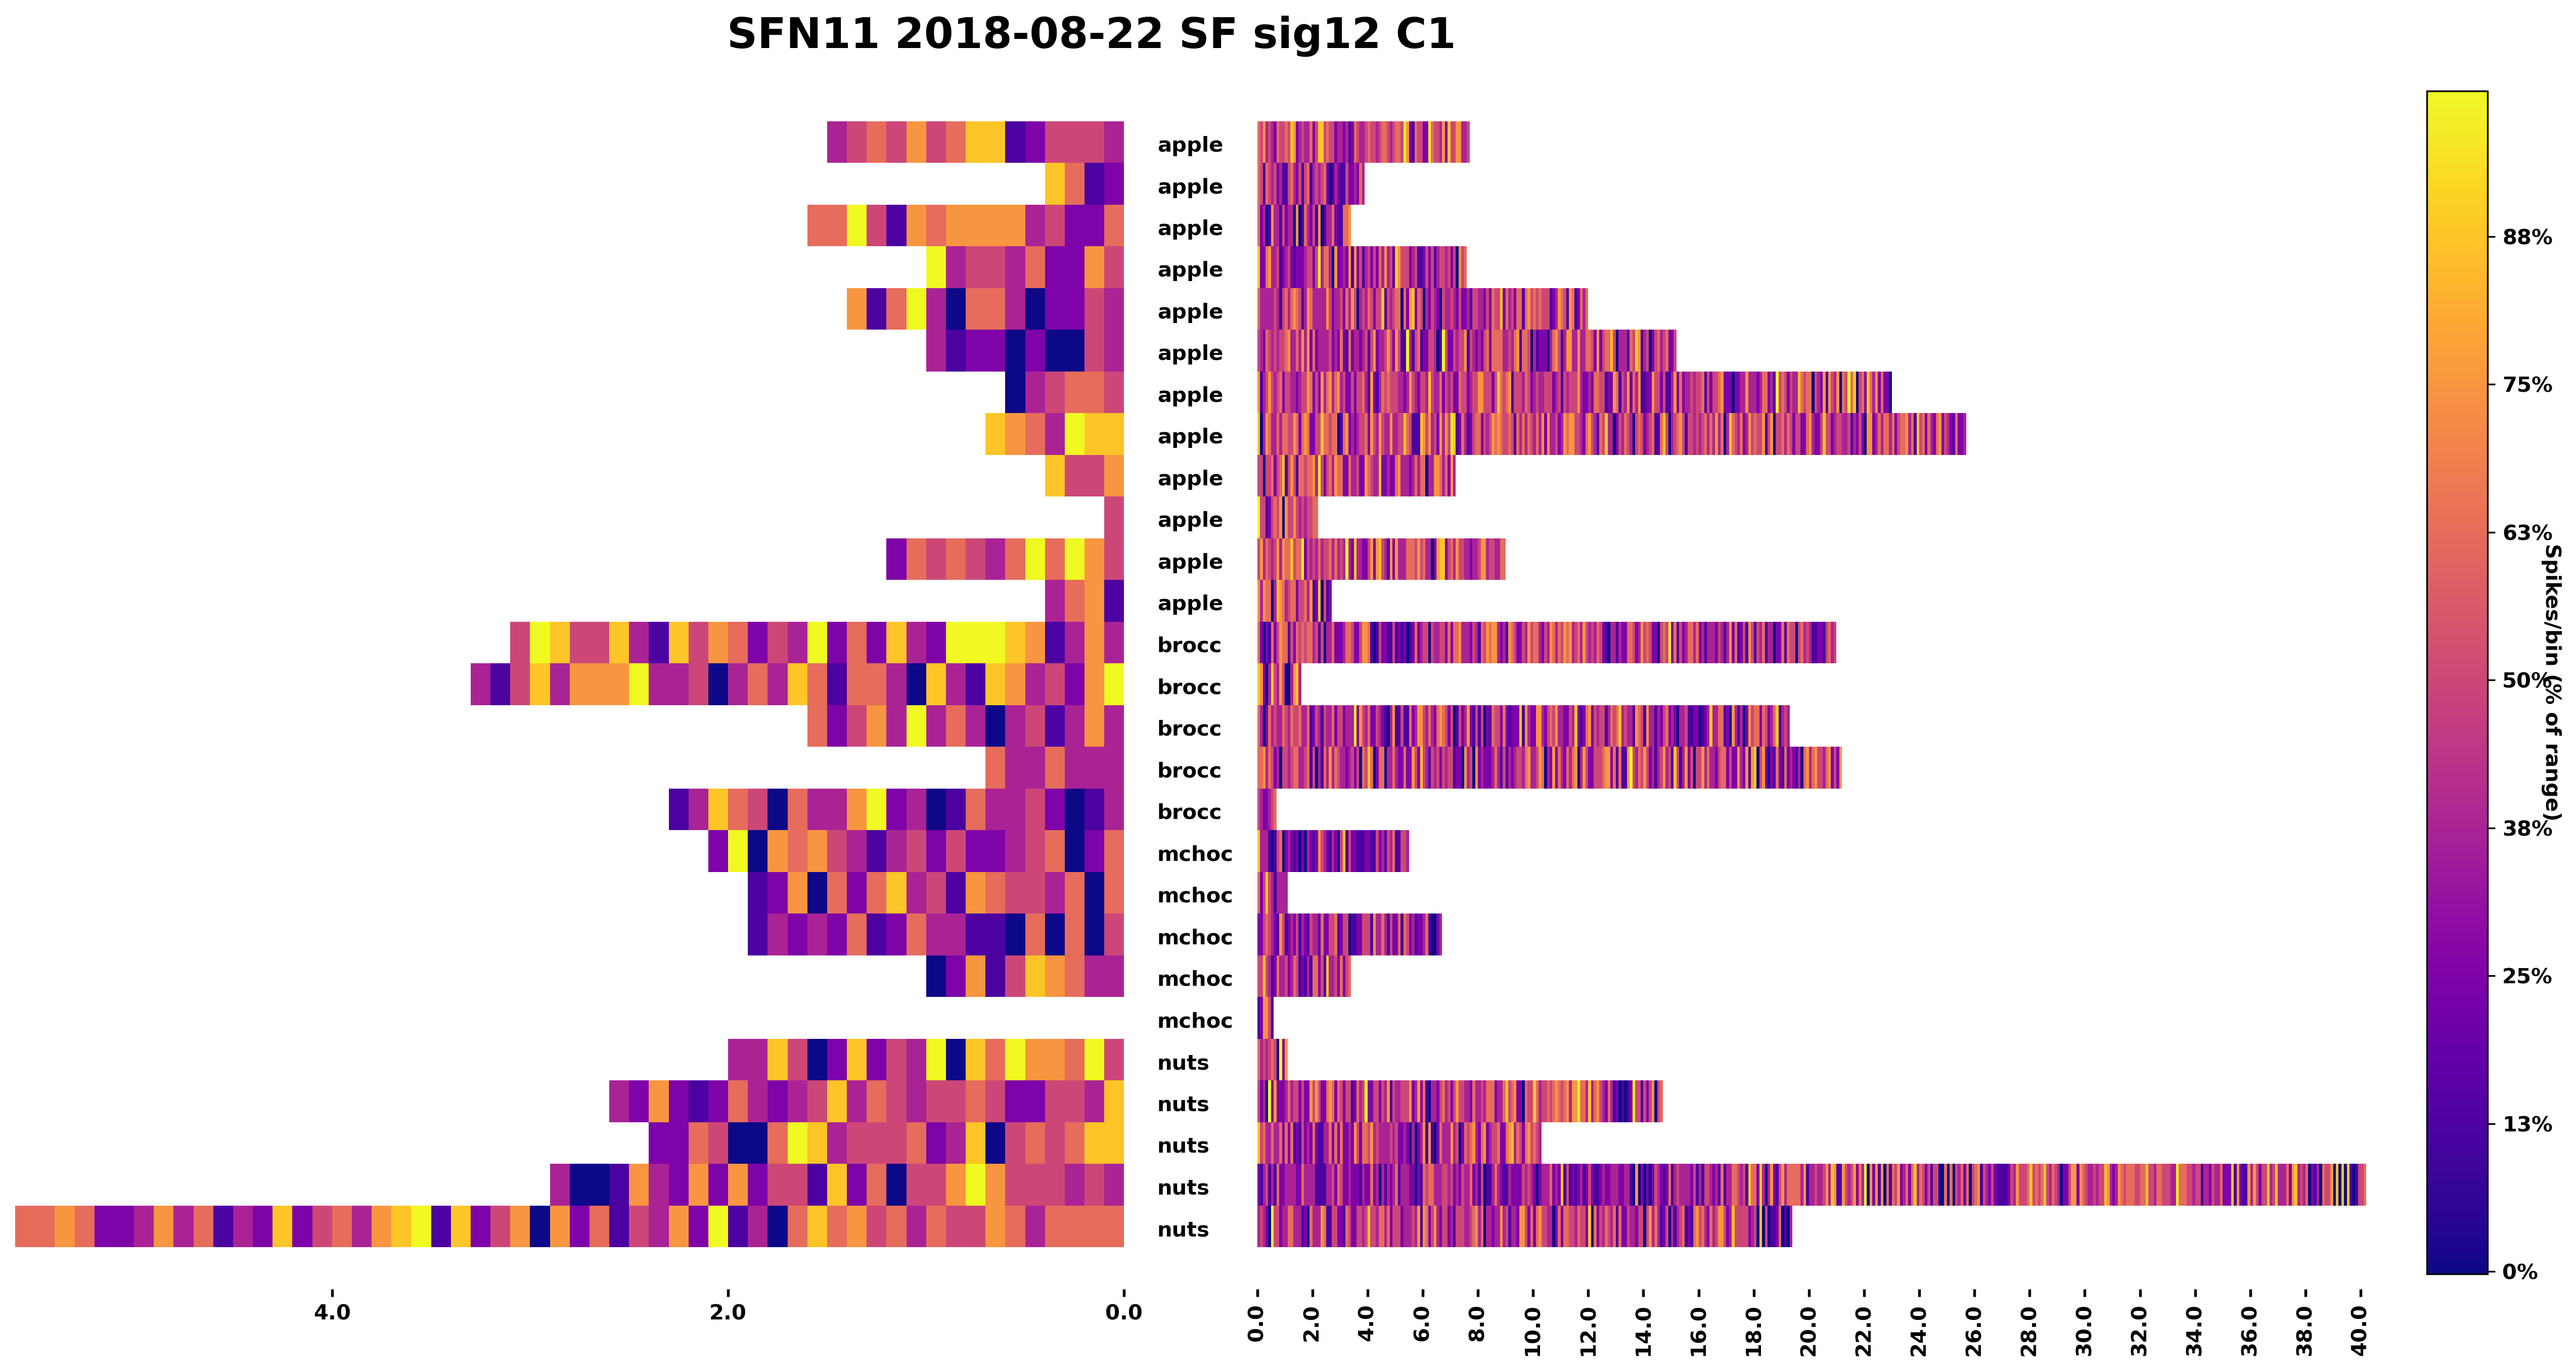 SFN11 2018-08-22 SF sig12 C1
apple
apple
apple
apple
apple
apple
apple
apple
apple
apple
apple
apple
brocc
brocc
brocc
brocc
brocc
mchoc
mchoc
mchoc
mchoc
mchoc
nuts
nuts
nuts
nuts
nuts
4.0 2.0 0.0
0.0 2.0 4.0 6.0 8.0 10.0 12.0 14.0 16.0 18.0 20.0 22.0 24.0 26.0 28.0 30.0 32.0 34.0 36.0 38.0 40.0
88%
75%
63%
50%
38%
25%
13%
0%
Spikes/bin (% of range)